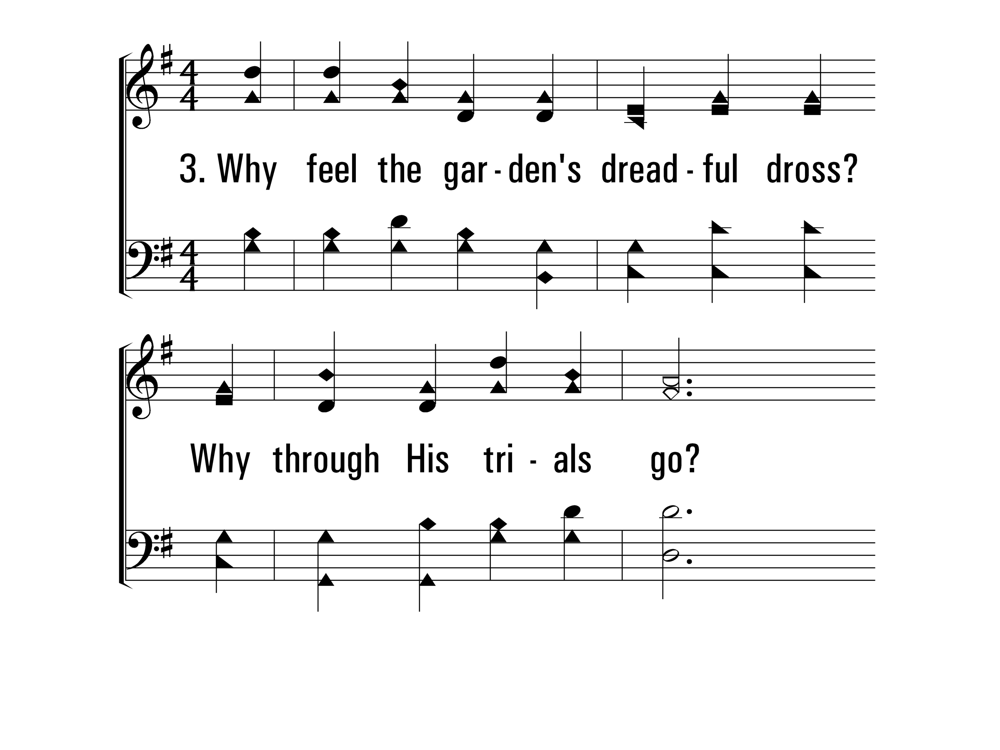 3. Why feel the gar-den's dread-ful dross?
Why through His tri-als go?